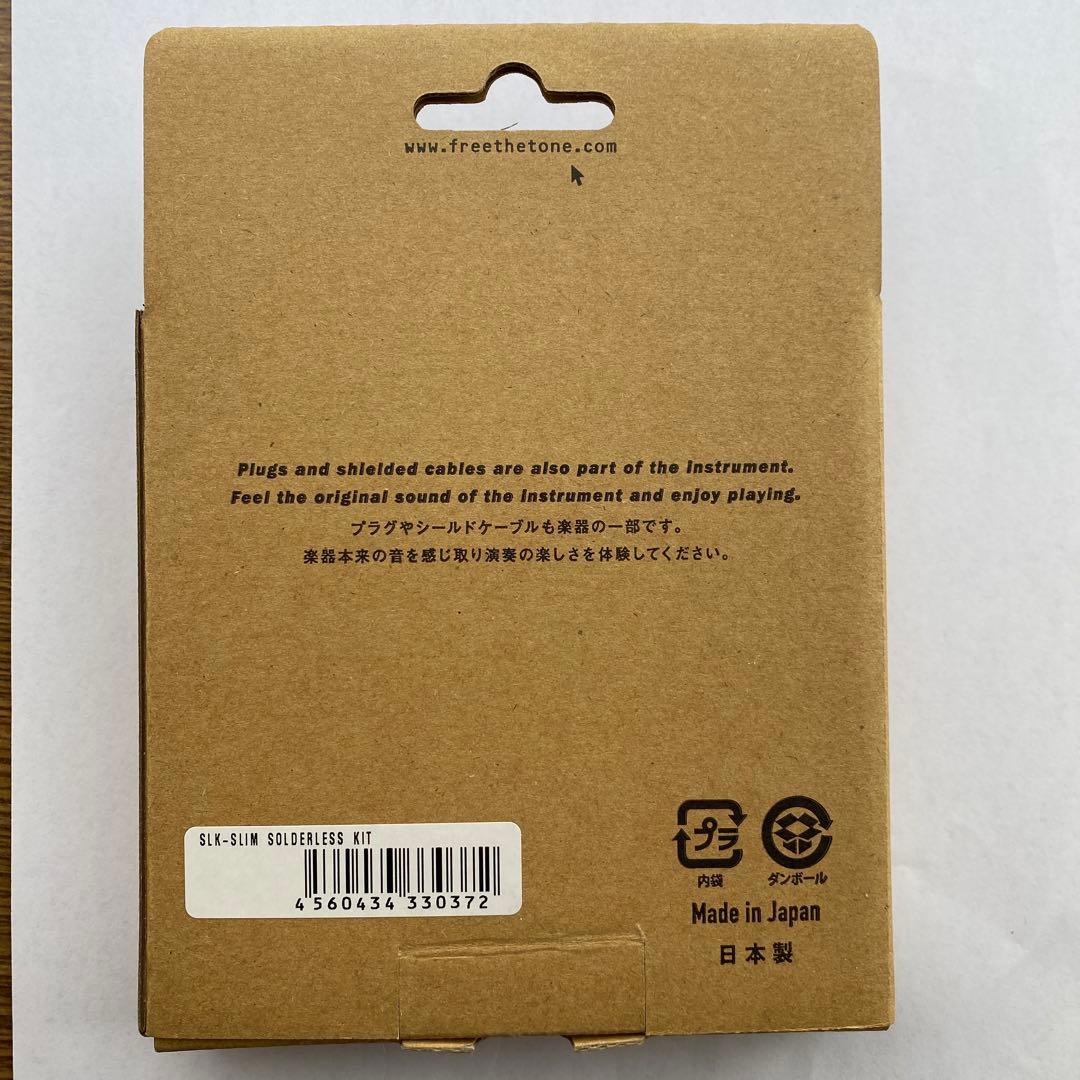 www.freethetone.com
Plugs and shielded cables are also part of the instrument.
Feel the original sound of the instrument and enjoy playing.
プラグやシールドケーブルも楽器の一部です。
楽器本来の音を感じ取り演奏の楽しさを体験してください。
SLK-SLIM SOLDERLESS KIT
4 560434 330372
プラ
内袋
ダンボール
Made in Japan
日本製